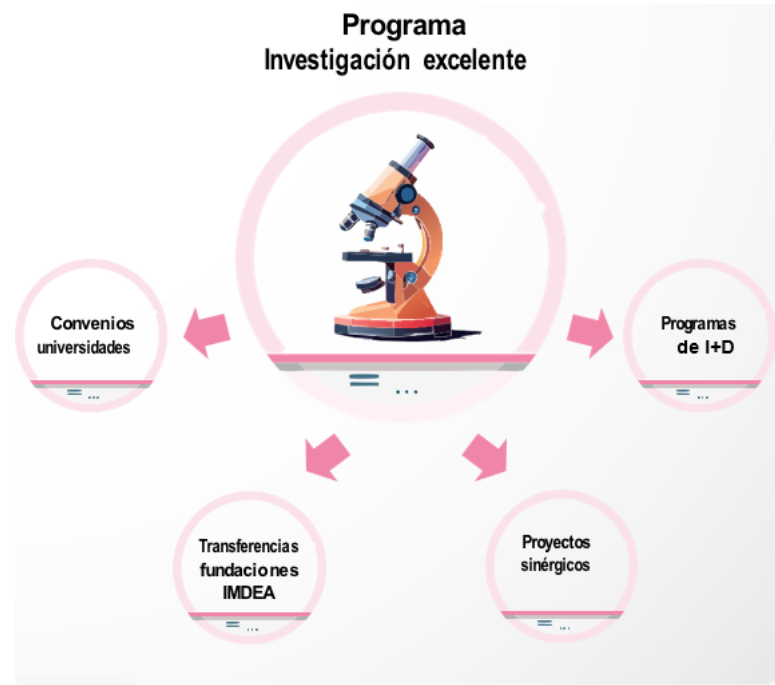 Programa
Investigación excelente
Convenios
universidades
Programas
de I+D
Transferencias
fundaciones
IMDEA
Proyectos
sinérgicos